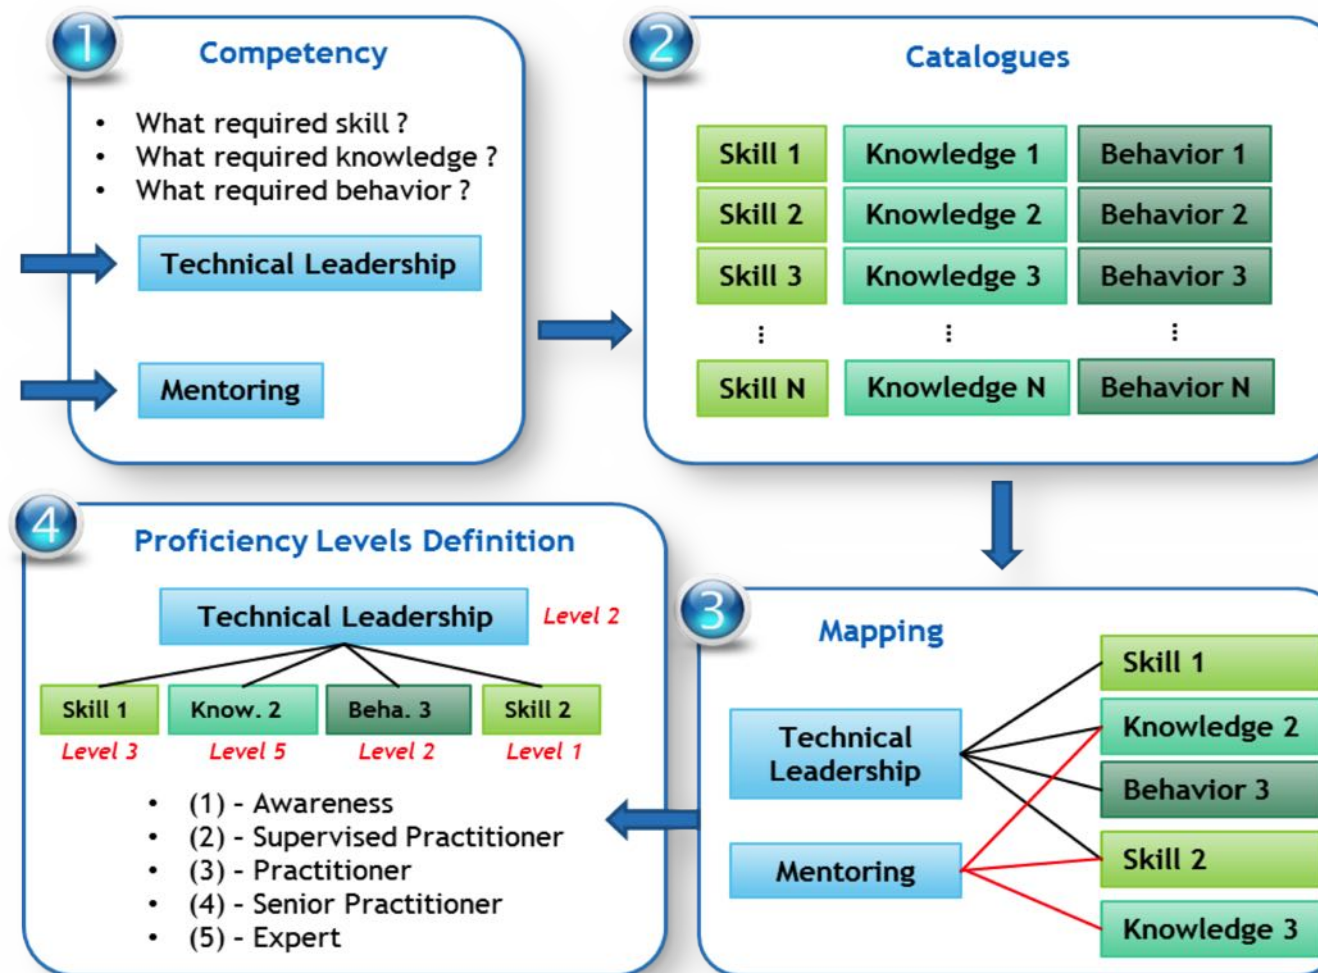 1
Competency
• What required skill ?
• What required knowledge ?
• What required behavior ?
Technical Leadership
Mentoring
2
Catalogues
Skill 1 Knowledge 1 Behavior 1
Skill 2 Knowledge 2 Behavior 2
Skill 3 Knowledge 3 Behavior 3
⋮ ⋮ ⋮
Skill N Knowledge N Behavior N
3
Mapping
Technical
Leadership
Mentoring
Skill 1
Knowledge 2
Behavior 3
Skill 2
Knowledge 3
4
Proficiency Levels Definition
Technical Leadership Level 2
Skill 1 Know. 2 Beha. 3 Skill 2
Level 3 Level 5 Level 2 Level 1
• (1) – Awareness
• (2) – Supervised Practitioner
• (3) – Practitioner
• (4) – Senior Practitioner
• (5) – Expert